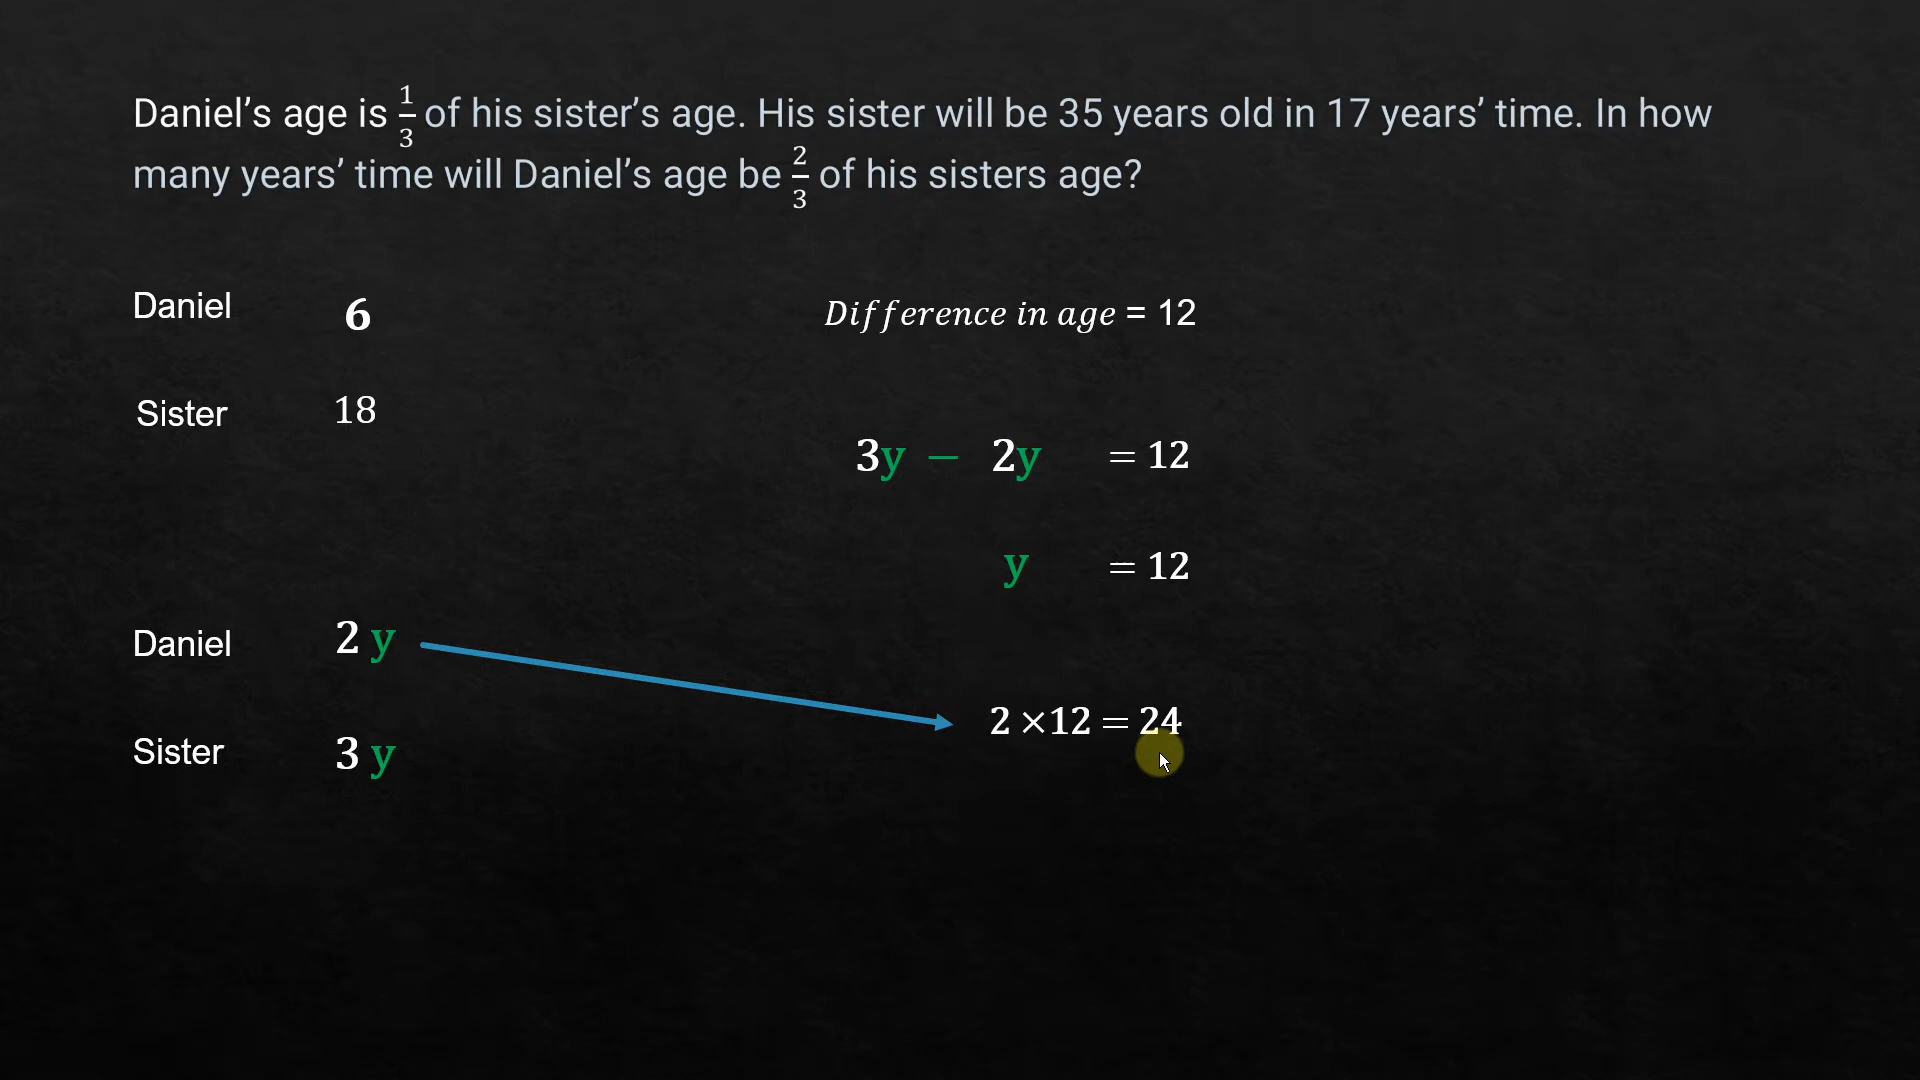 Daniel’s age is 1/3 of his sister’s age. His sister will be 35 years old in 17 years’ time. In how
many years’ time will Daniel’s age be 2/3 of his sisters age?
Daniel 6
Difference in age = 12
Sister 18
3y − 2y = 12
y = 12
Daniel 2 y
2 ×12 = 24
Sister 3 y